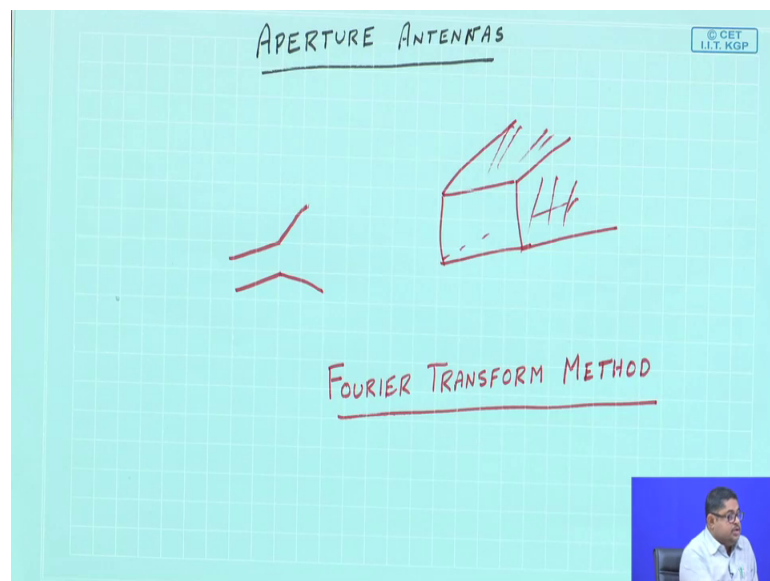 APERTURE ANTENNAS
© CET
I.I.T. KGP
FOURIER TRANSFORM METHOD